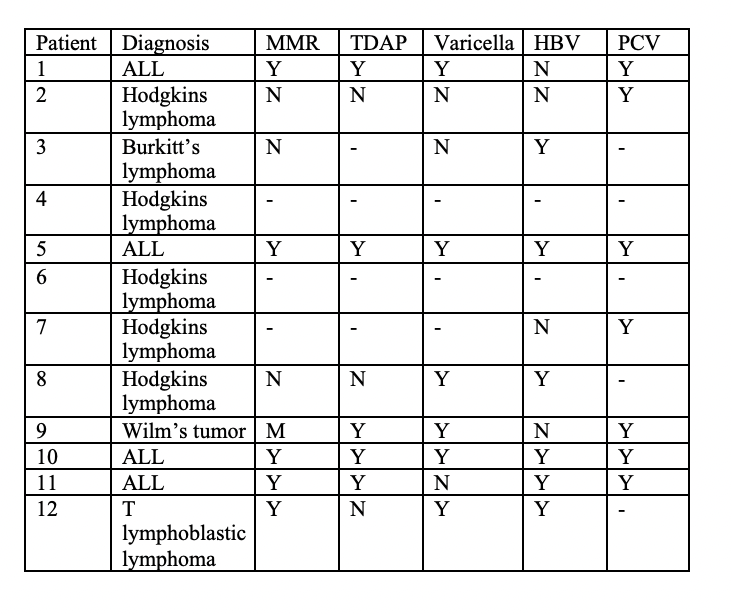 Patient Diagnosis MMR TDAP Varicella HBV PCV
1 ALL Y Y Y N Y
2 Hodgkins N N N N Y
lymphoma
3 Burkitt’s N - N Y -
lymphoma
4 Hodgkins - - - - -
lymphoma
5 ALL Y Y Y Y Y
6 Hodgkins - - - - -
lymphoma
7 Hodgkins - - - N Y
lymphoma
8 Hodgkins N N Y Y -
lymphoma
9 Wilm’s tumor M Y Y N Y
10 ALL Y Y Y Y Y
11 ALL Y Y N Y Y
12 T Y N Y Y -
lymphoblastic
lymphoma